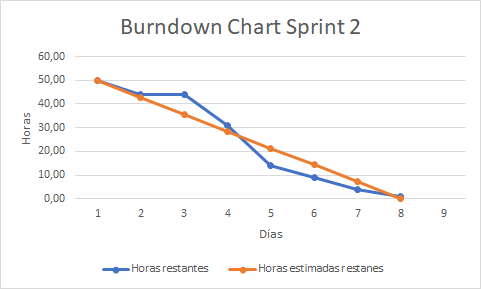 Burndown Chart Sprint 2
60,00
50,00
40,00
30,00
20,00
10,00
0,00
Horas
1 2 3 4 5 6 7 8 9
Días
Horas restantes
Horas estimadas restanes